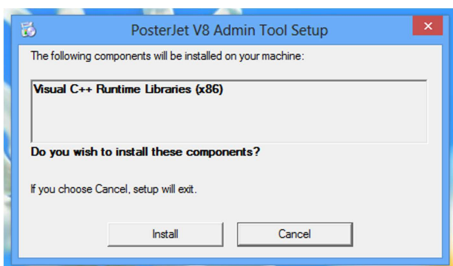 PosterJet V8 Admin Tool Setup
The following components will be installed on your machine:
Visual C++ Runtime Libraries (x86)
Do you wish to install these components?
If you choose Cancel, setup will exit.
Install
Cancel